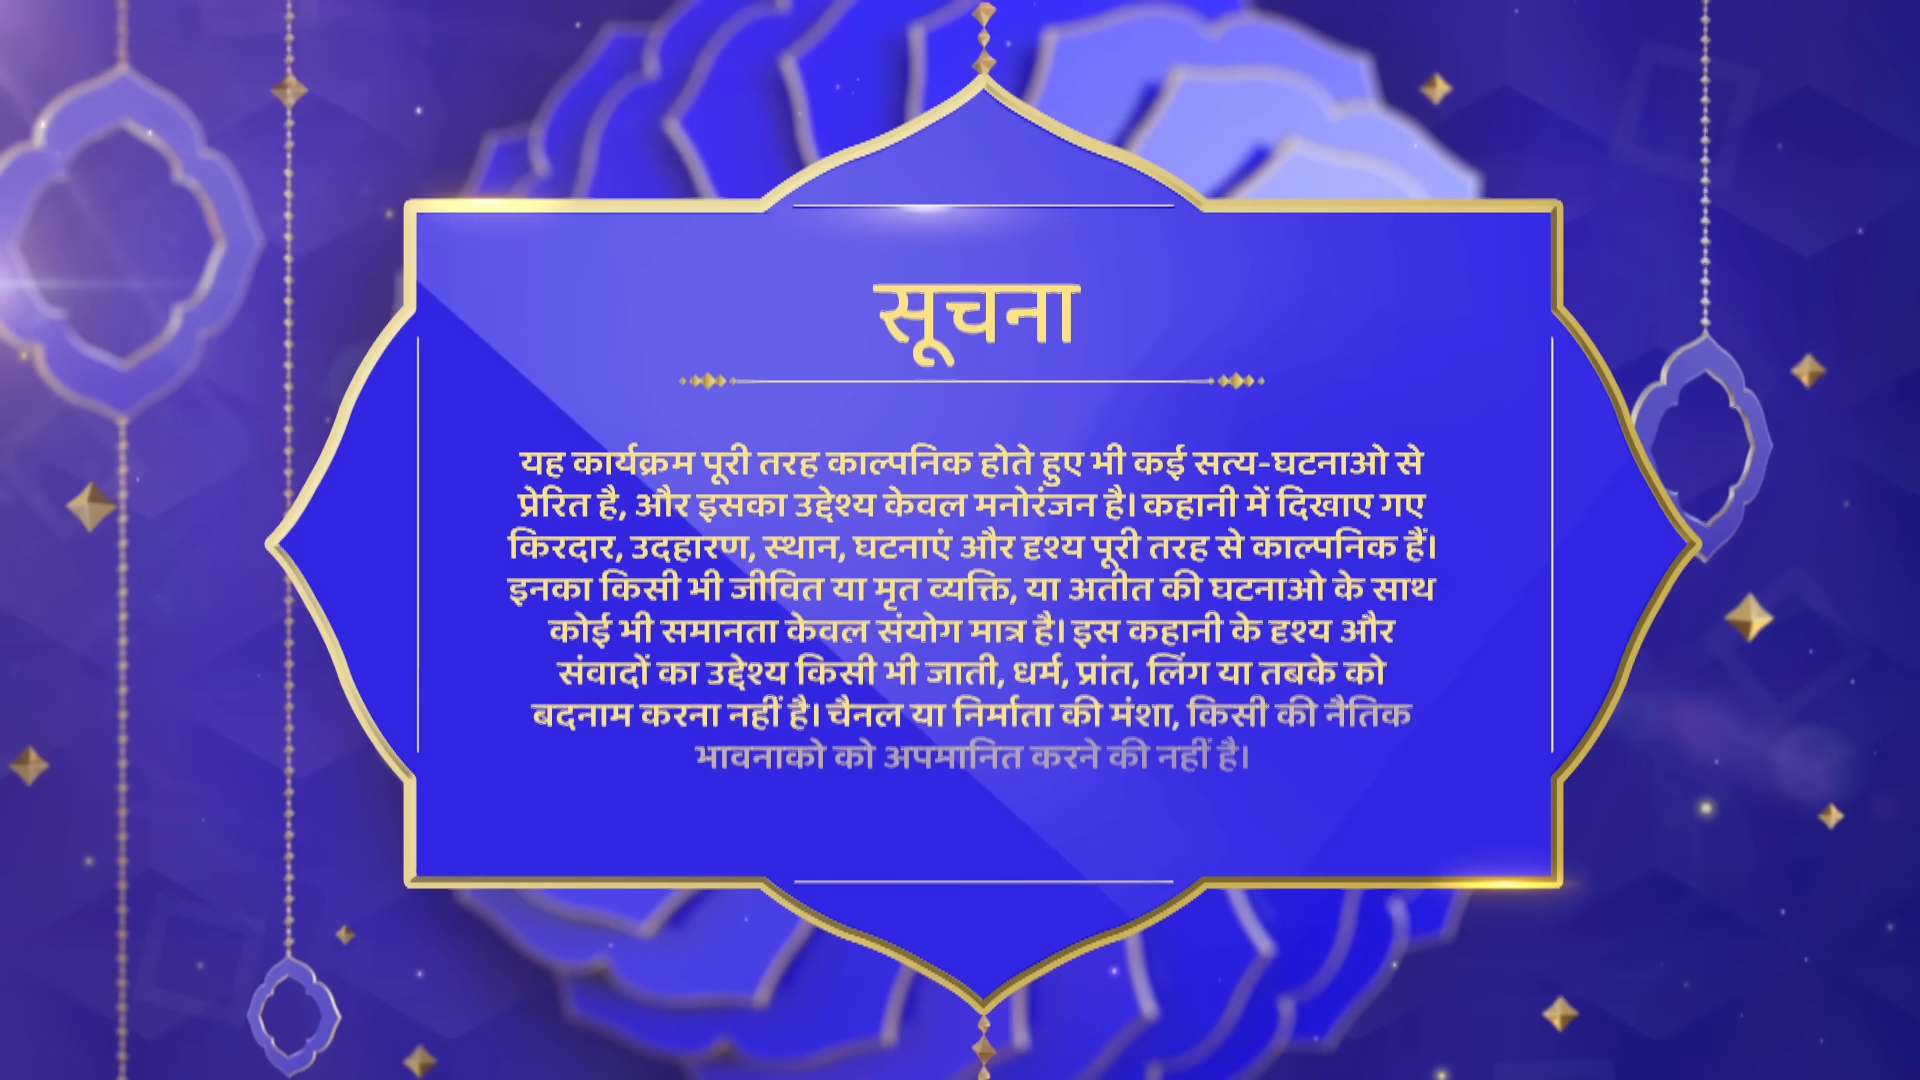 सूचना
यह कार्यक्रम पूरी तरह काल्पनिक होते हुए भी कई सत्य-घटनाओ से
प्रेरित है, और इसका उद्देश्य केवल मनोरंजन है। कहानी में दिखाए गए
किरदार, उदहारण, स्थान, घटनाएं और दृश्य पूरी तरह से काल्पनिक हैं।
इनका किसी भी जीवित या मृत व्यक्ति, या अतीत की घटनाओ के साथ
कोई भी समानता केवल संयोग मात्र है। इस कहानी के दृश्य और
संवादों का उद्देश्य किसी भी जाती, धर्म, प्रांत, लिंग या तबके को
बदनाम करना नहीं है। चैनल या निर्माता की मंशा, किसी की नैतिक
भावनाको को अपमानित करने की नहीं है।